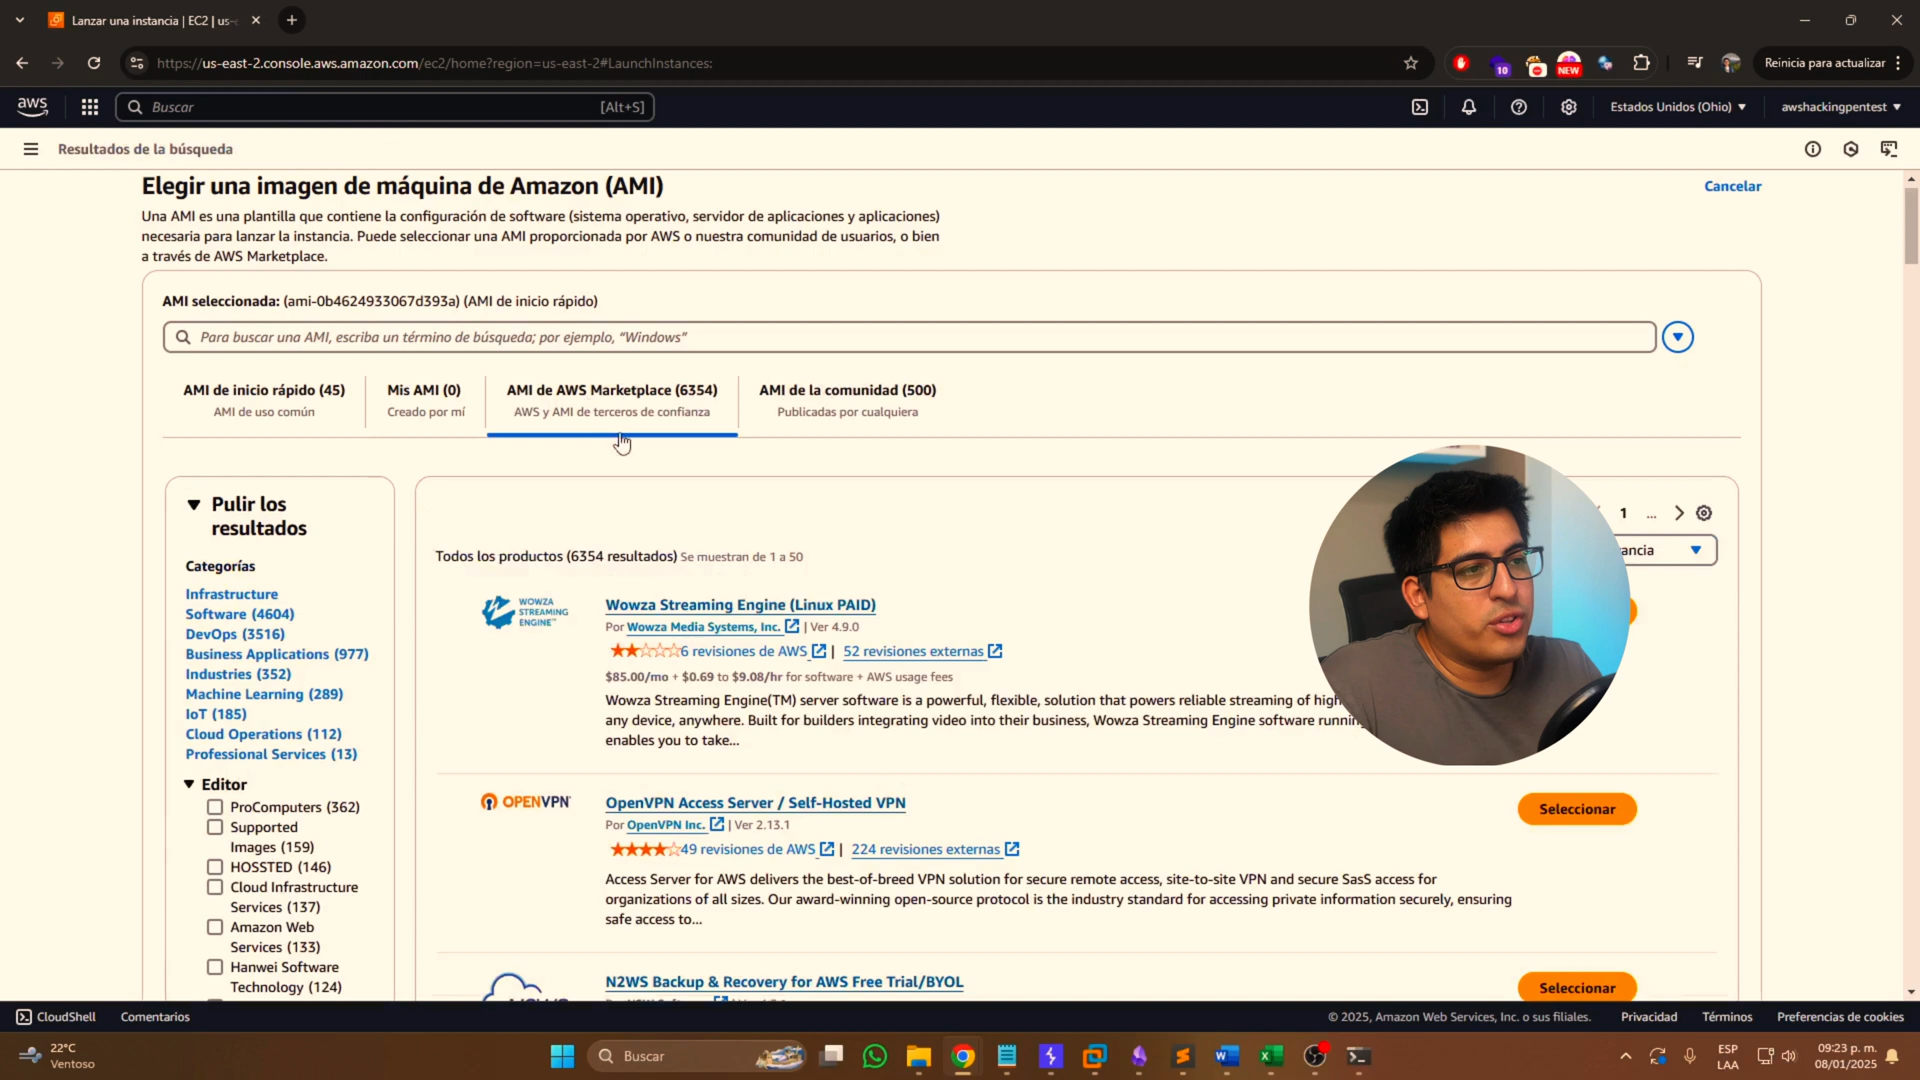 Lanzar una instancia | EC2 | us-
https://us-east-2.console.aws.amazon.com/ec2/home?region=us-east-2#LaunchInstances:
10
NEW
Reinicia para actualizar
aws
Buscar
[Alt+S]
Estados Unidos (Ohio)
awshackingpentest
Resultados de la búsqueda
Elegir una imagen de máquina de Amazon (AMI)
Cancelar
Una AMI es una plantilla que contiene la configuración de software (sistema operativo, servidor de aplicaciones y aplicaciones)
necesaria para lanzar la instancia. Puede seleccionar una AMI proporcionada por AWS o nuestra comunidad de usuarios, o bien
a través de AWS Marketplace.
AMI seleccionada: (ami-0b4624933067d393a) (AMI de inicio rápido)
Para buscar una AMI, escriba un término de búsqueda; por ejemplo, “Windows”
AMI de inicio rápido (45)
AMI de uso común
Mis AMI (0)
Creado por mí
AMI de AWS Marketplace (6354)
AWS y AMI de terceros de confianza
AMI de la comunidad (500)
Publicadas por cualquiera
Pulir los
resultados
Categorías
Infrastructure
Software (4604)
DevOps (3516)
Business Applications (977)
Industries (352)
Machine Learning (289)
IoT (185)
Cloud Operations (112)
Professional Services (13)
Editor
ProComputers (362)
Supported
Images (159)
HOSSTED (146)
Cloud Infrastructure
Services (137)
Amazon Web
Services (133)
Hanwei Software
Technology (124)
1 ...
ancia
Todos los productos (6354 resultados) Se muestran de 1 a 50
WOWZA
STREAMING
ENGINE™
Wowza Streaming Engine (Linux PAID)
Por Wowza Media Systems, Inc. | Ver 4.9.0
6 revisiones de AWS | 52 revisiones externas
$85.00/mo + $0.69 to $9.08/hr for software + AWS usage fees
Wowza Streaming Engine(TM) server software is a powerful, flexible, solution that powers reliable streaming of high
any device, anywhere. Built for builders integrating video into their business, Wowza Streaming Engine software running
enables you to take...
OPENVPN
OpenVPN Access Server / Self-Hosted VPN
Por OpenVPN Inc. | Ver 2.13.1
49 revisiones de AWS | 224 revisiones externas
Access Server for AWS delivers the best-of-breed VPN solution for secure remote access, site-to-site VPN and secure SaS access for
organizations of all sizes. Our award-winning open-source protocol is the industry standard for accessing private information securely, ensuring
safe access to...
Seleccionar
N2WS Backup & Recovery for AWS Free Trial/BYOL
Seleccionar
CloudShell
Comentarios
© 2025, Amazon Web Services, Inc. o sus filiales.
Privacidad
Términos
Preferencias de cookies
22°C
Ventoso
Buscar
ESP
LAA
09:23 p. m.
08/01/2025